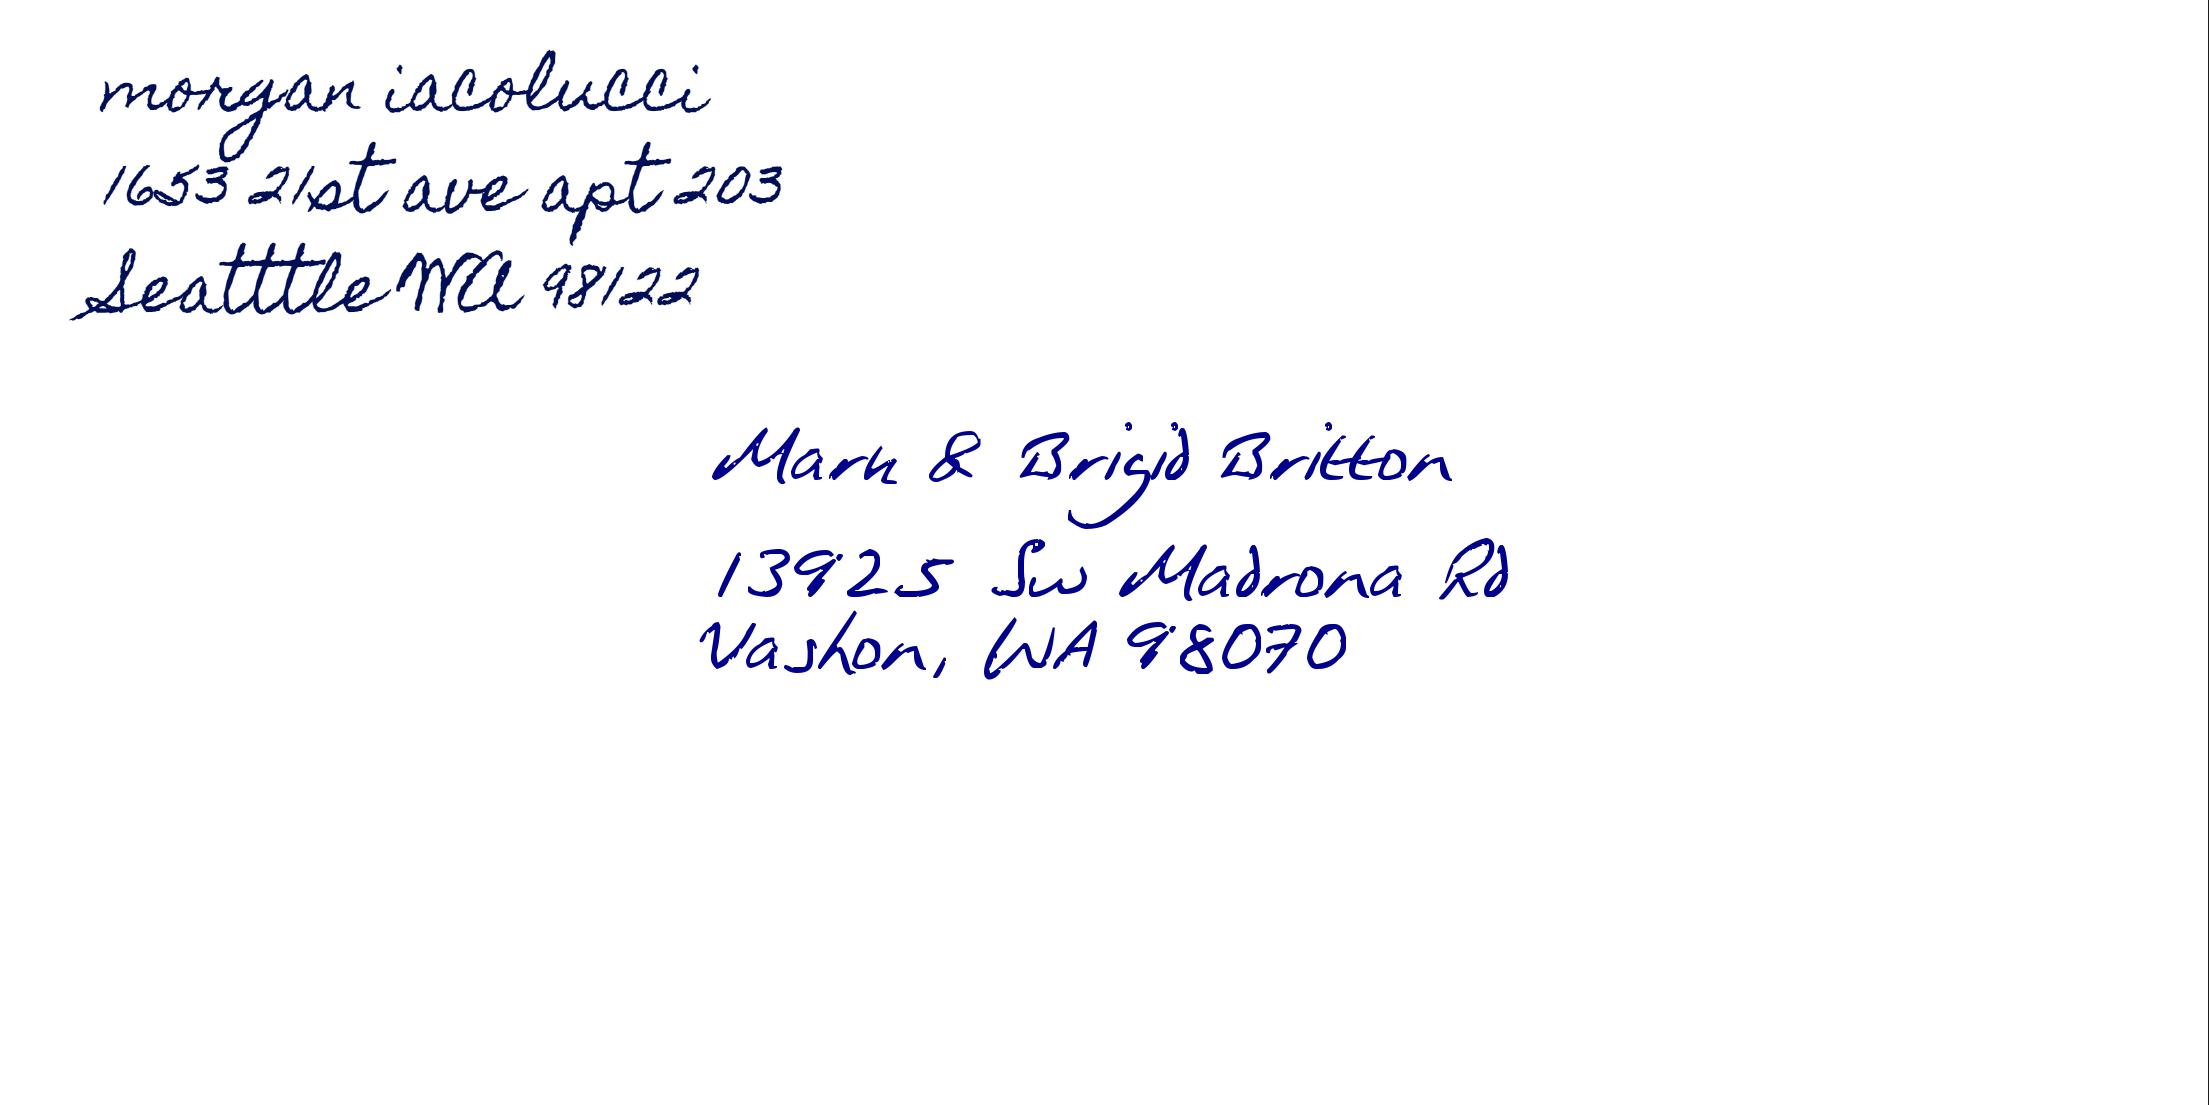 morgan iacolucci
1653 21st ave apt 203
Seatttle WA 98122
Mark & Brigid Britton
13925 SW Madrona Rd
Vashon, WA 98070